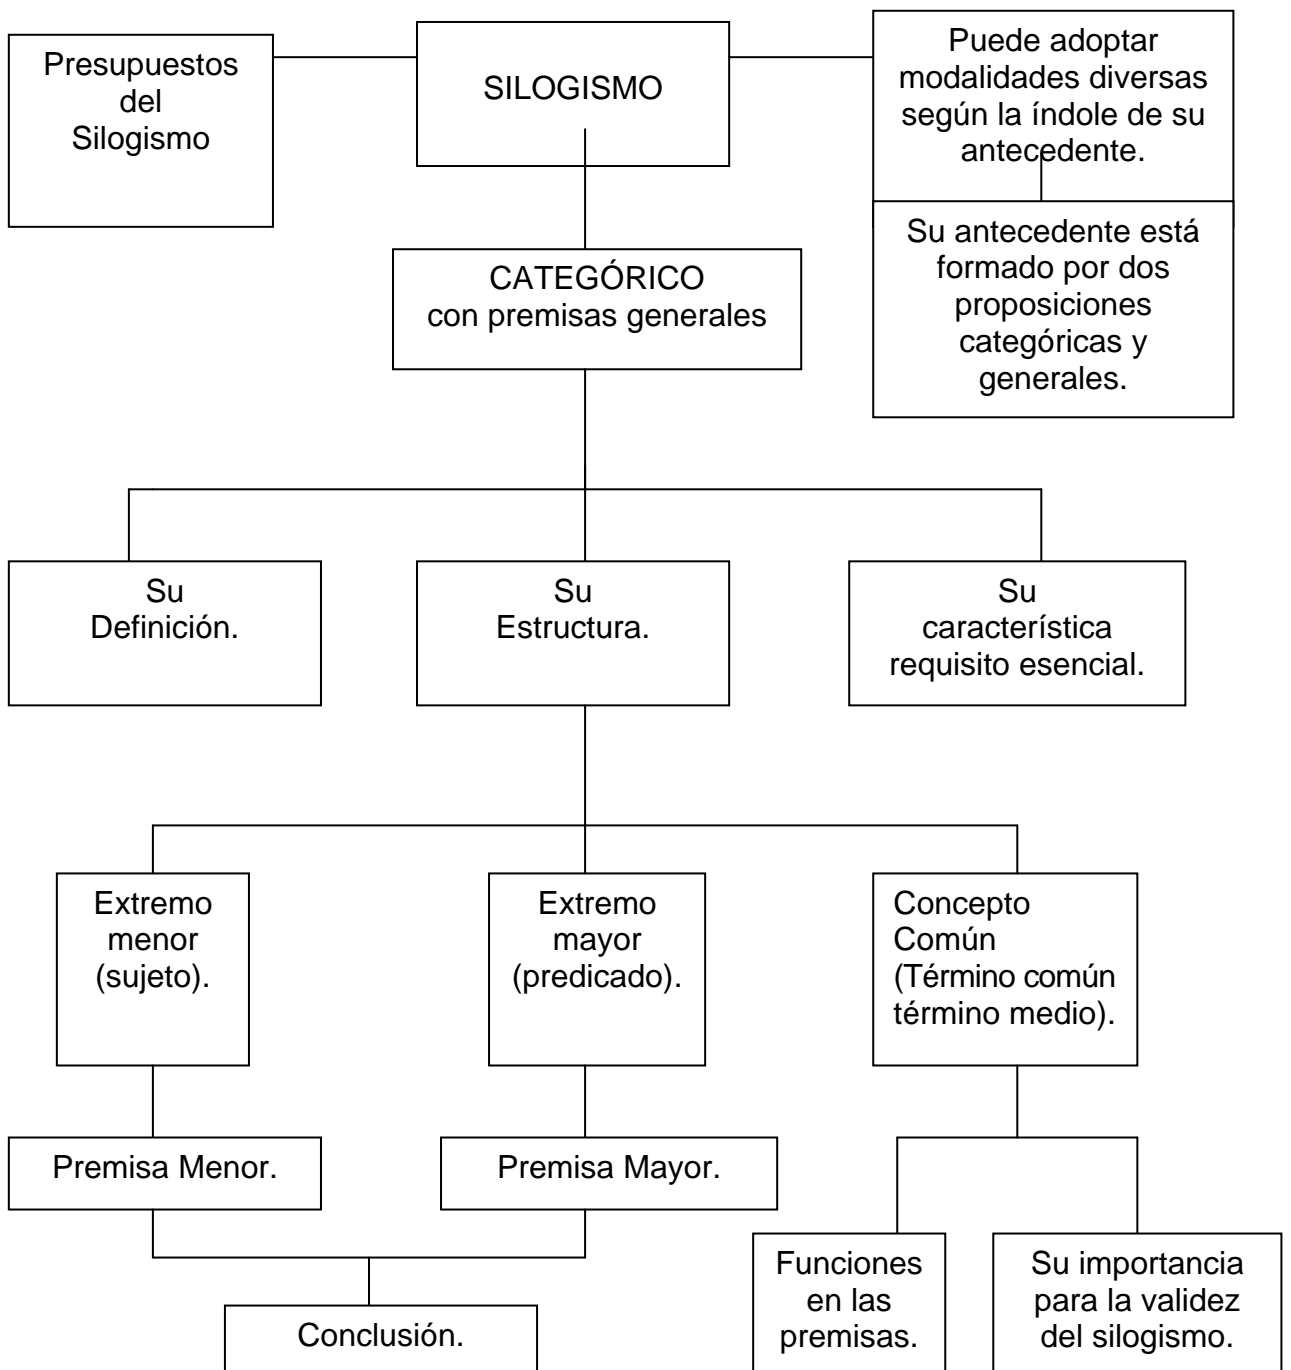 Presupuestos
del
Silogismo
SILOGISMO
Puede adoptar
modalidades diversas
según la índole de su
antecedente.
Su antecedente está
formado por dos
proposiciones
categóricas y
generales.
CATEGÓRICO
con premisas generales
Su
Definición.
Su
Estructura.
Su
característica
requisito esencial.
Extremo
menor
(sujeto).
Extremo
mayor
(predicado).
Concepto
Común
(Término común
término medio).
Premisa Menor.
Premisa Mayor.
Conclusión.
Funciones
en las
premisas.
Su importancia
para la validez
del silogismo.